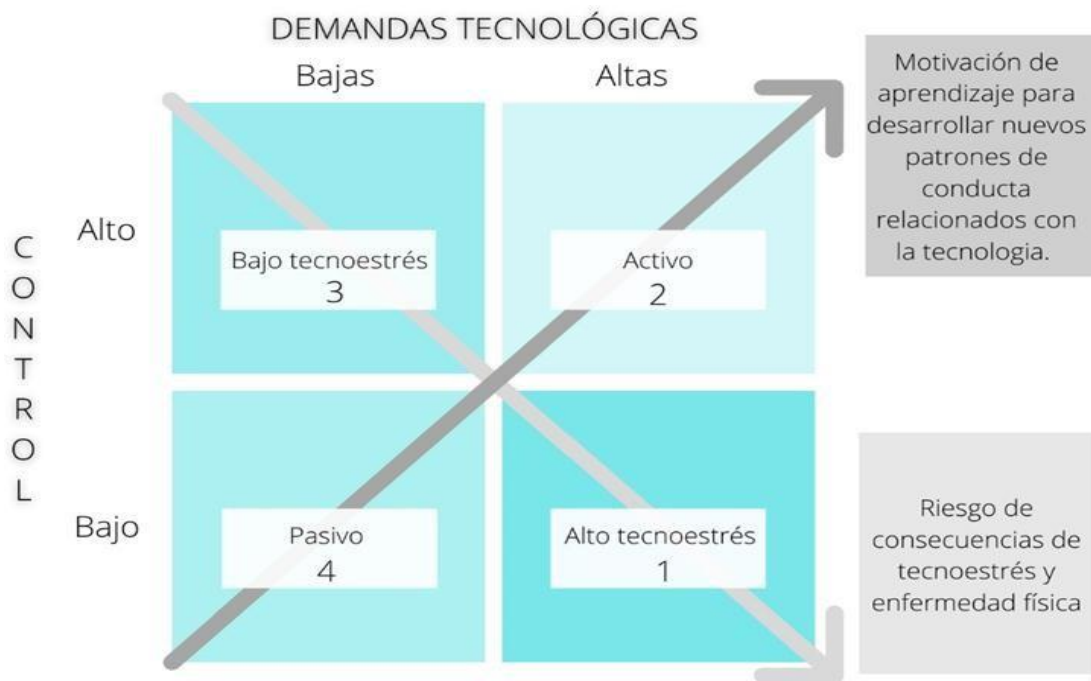 DEMANDAS TECNOLÓGICAS
Bajas
Altas
CONTROL
Alto
Bajo
Bajo tecnoestrés
3
Activo
2
Pasivo
4
Alto tecnoestrés
1
Motivación de
aprendizaje para
desarrollar nuevos
patrones de
conducta
relacionados con
la tecnologia.
Riesgo de
consecuencias de
tecnoestrés y
enfermedad física